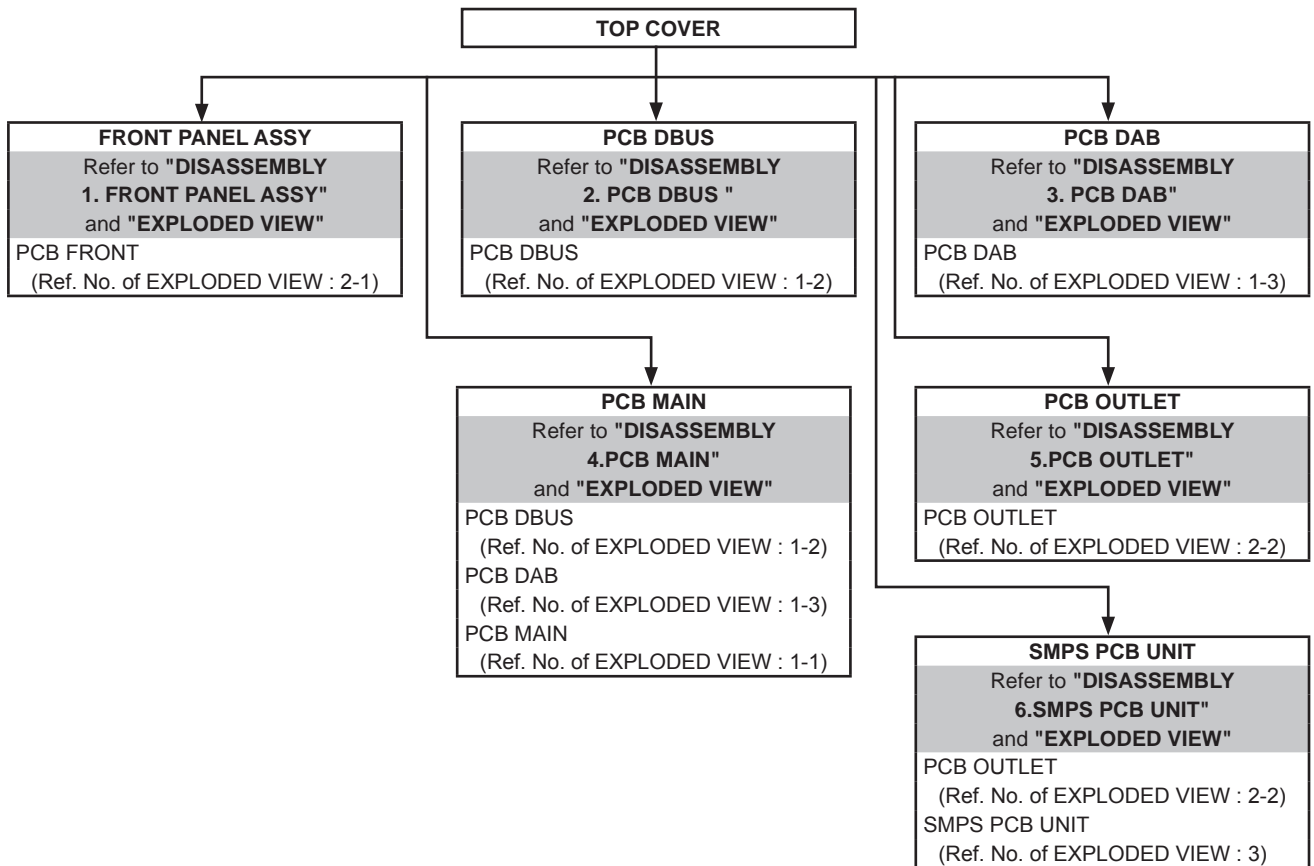 TOP COVER
FRONT PANEL ASSY
Refer to "DISASSEMBLY
1. FRONT PANEL ASSY"
and "EXPLODED VIEW"
PCB FRONT
(Ref. No. of EXPLODED VIEW : 2-1)
PCB DBUS
Refer to "DISASSEMBLY
2. PCB DBUS "
and "EXPLODED VIEW"
PCB DBUS
(Ref. No. of EXPLODED VIEW : 1-2)
PCB DAB
Refer to "DISASSEMBLY
3. PCB DAB"
and "EXPLODED VIEW"
PCB DAB
(Ref. No. of EXPLODED VIEW : 1-3)
PCB MAIN
Refer to "DISASSEMBLY
4.PCB MAIN"
and "EXPLODED VIEW"
PCB DBUS
(Ref. No. of EXPLODED VIEW : 1-2)
PCB DAB
(Ref. No. of EXPLODED VIEW : 1-3)
PCB MAIN
(Ref. No. of EXPLODED VIEW : 1-1)
PCB OUTLET
Refer to "DISASSEMBLY
5.PCB OUTLET"
and "EXPLODED VIEW"
PCB OUTLET
(Ref. No. of EXPLODED VIEW : 2-2)
SMPS PCB UNIT
Refer to "DISASSEMBLY
6.SMPS PCB UNIT"
and "EXPLODED VIEW"
PCB OUTLET
(Ref. No. of EXPLODED VIEW : 2-2)
SMPS PCB UNIT
(Ref. No. of EXPLODED VIEW : 3)